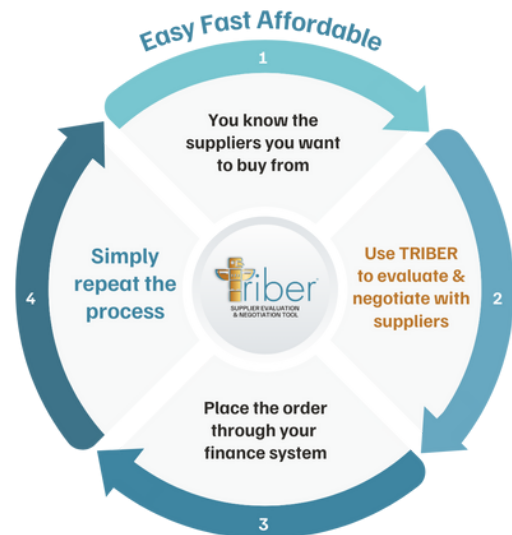 Easy Fast Affordable
1
You know the
suppliers you want
to buy from
Use TRIBER
to evaluate &
negotiate with
suppliers
2
Triber
SUPPLIER EVALUATION
& NEGOTIATION TOOL
Place the order
through your
finance system
3
Simply
repeat the
process
4